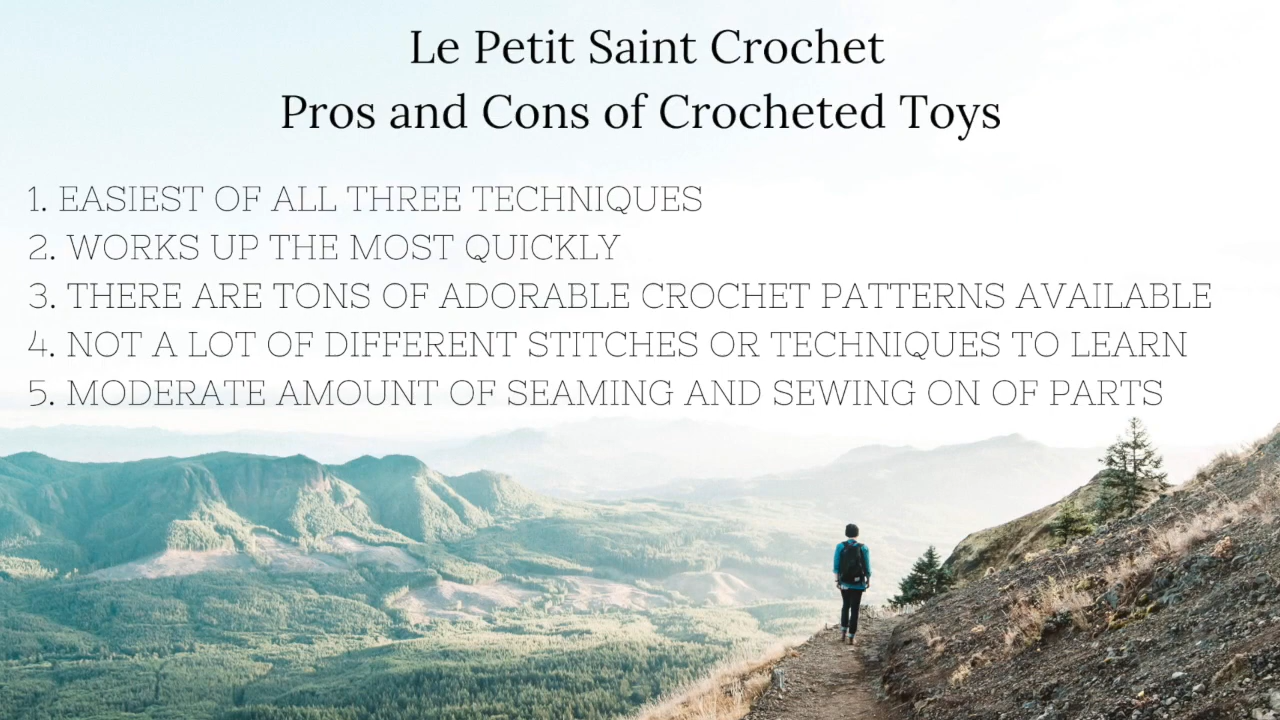 Le Petit Saint Crochet
Pros and Cons of Crocheted Toys
1. EASIEST OF ALL THREE TECHNIQUES
2. WORKS UP THE MOST QUICKLY
3. THERE ARE TONS OF ADORABLE CROCHET PATTERNS AVAILABLE
4. NOT A LOT OF DIFFERENT STITCHES OR TECHNIQUES TO LEARN
5. MODERATE AMOUNT OF SEAMING AND SEWING ON OF PARTS